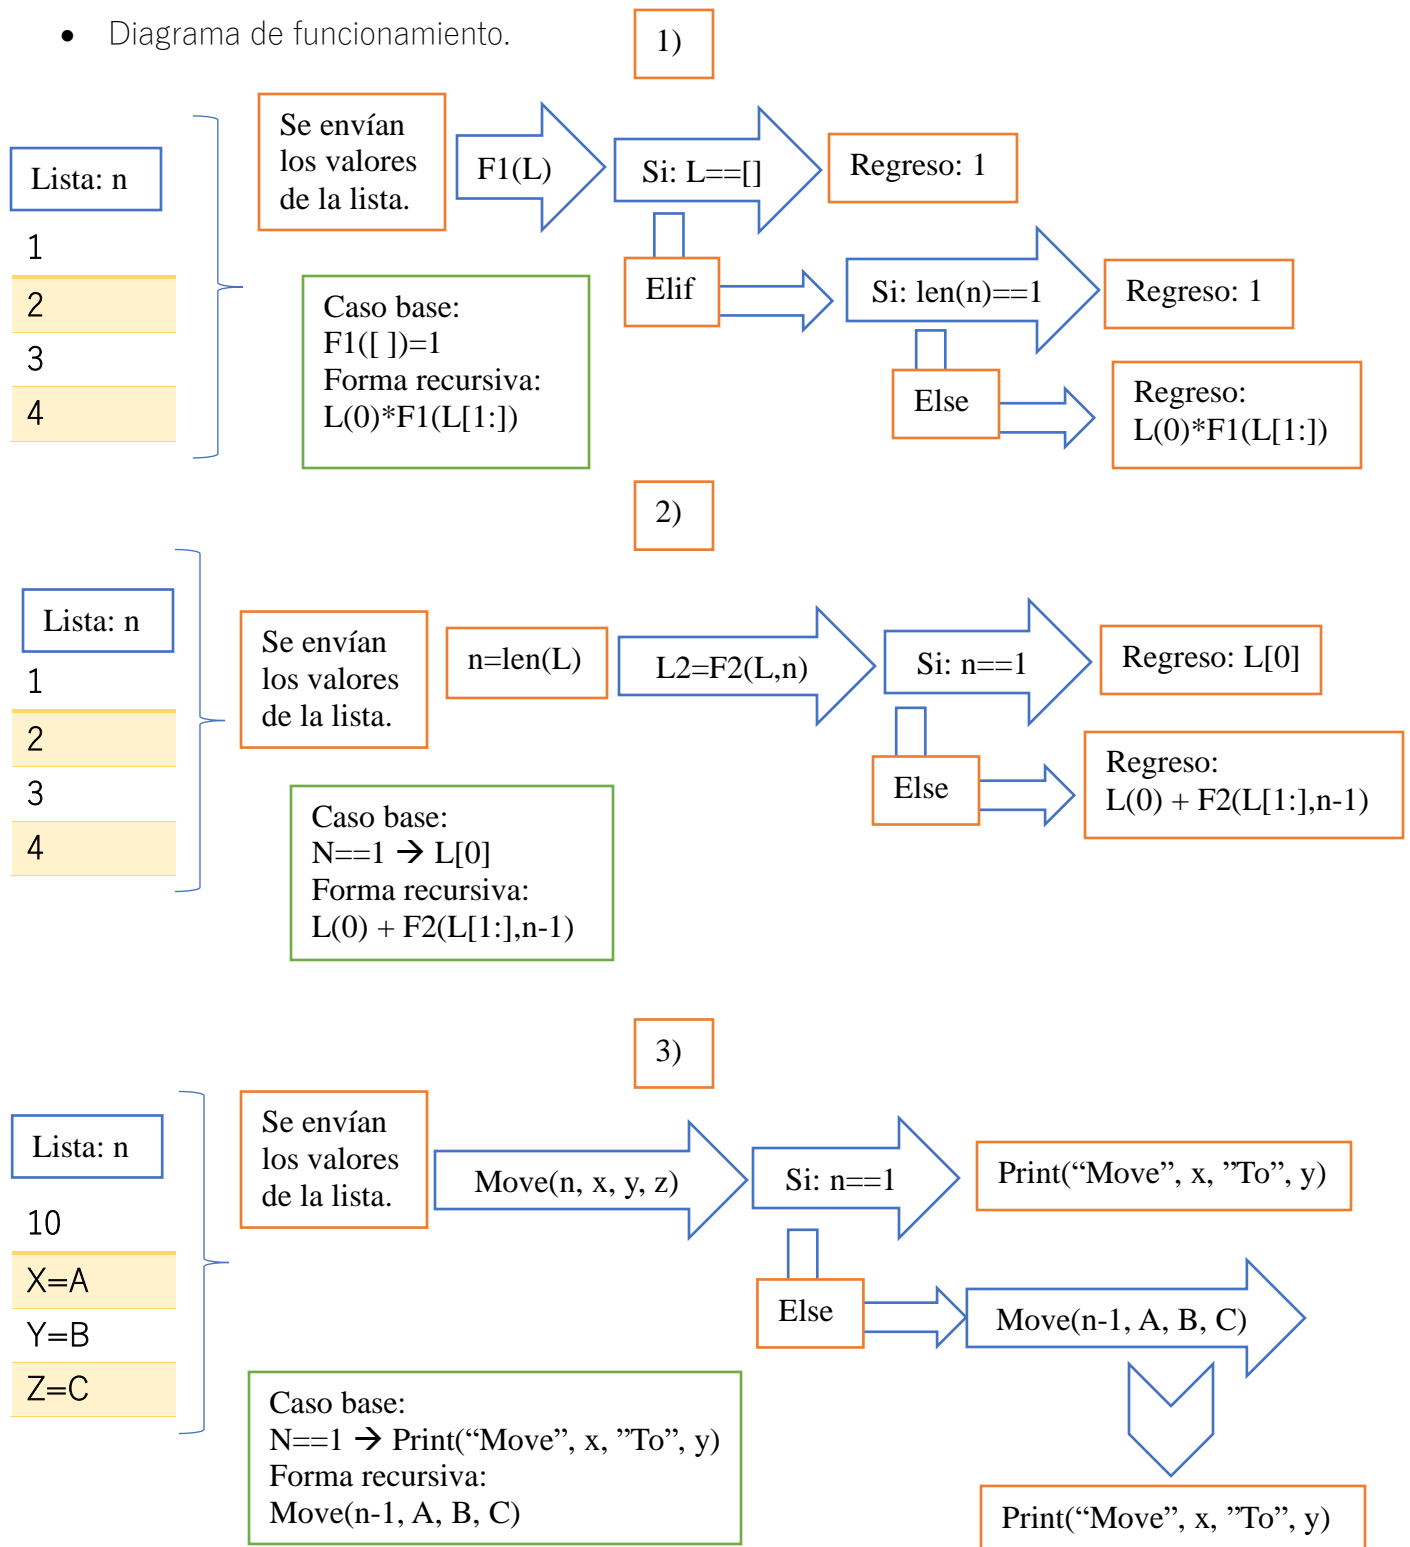 • Diagrama de funcionamiento.
1)
Lista: n
1
2
3
4
Se envían
los valores
de la lista.
F1(L)
Si: L==[]
Regreso: 1
Elif
Si: len(n)==1
Regreso: 1
Else
Regreso:
L(0)*F1(L[1:])
Caso base:
F1([ ])=1
Forma recursiva:
L(0)*F1(L[1:])
2)
Lista: n
1
2
3
4
Se envían
los valores
de la lista.
n=len(L)
L2=F2(L,n)
Si: n==1
Regreso: L[0]
Else
Regreso:
L(0) + F2(L[1:],n-1)
Caso base:
N==1 → L[0]
Forma recursiva:
L(0) + F2(L[1:],n-1)
3)
Lista: n
10
X=A
Y=B
Z=C
Se envían
los valores
de la lista.
Move(n, x, y, z)
Si: n==1
Print(“Move”, x, ”To”, y)
Else
Move(n-1, A, B, C)
Print(“Move”, x, ”To”, y)
Caso base:
N==1 → Print(“Move”, x, ”To”, y)
Forma recursiva:
Move(n-1, A, B, C)